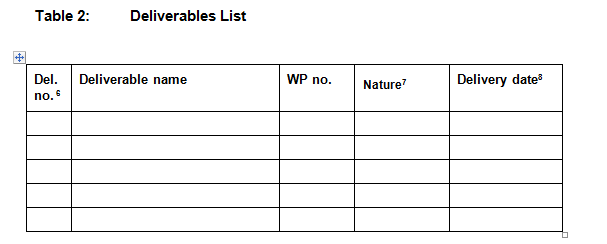 Table 2: Deliverables List
Del. Deliverable name WP no. Nature⁷ Delivery date⁸
no. ⁶